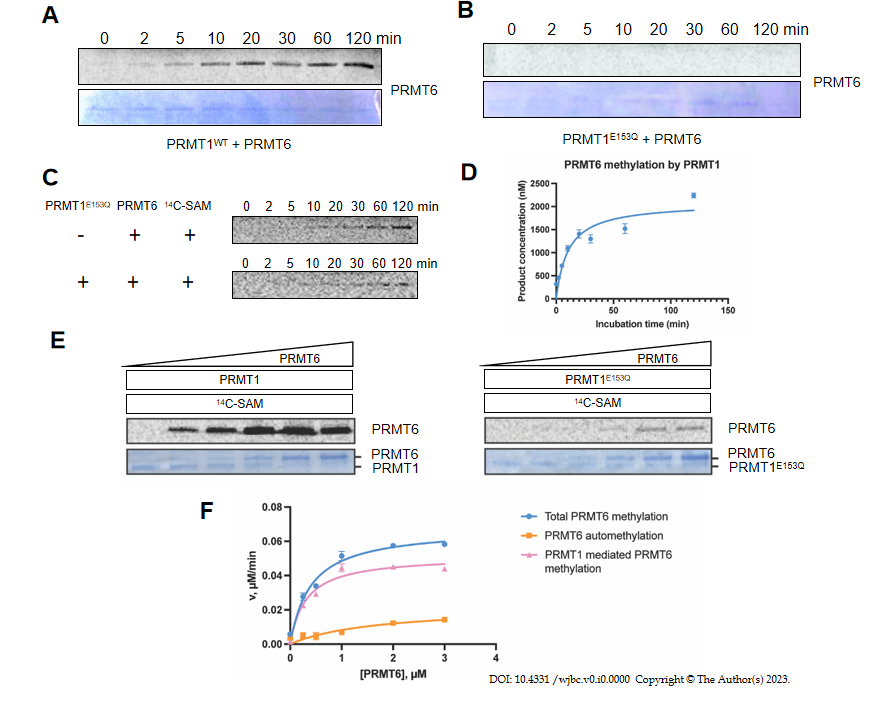 A
0 2 5 10 20 30 60 120 min
PRMT6
PRMT1WT + PRMT6
B
0 2 5 10 20 30 60 120 min
PRMT6
PRMT1E153Q + PRMT6
C
PRMT1E153Q PRMT6 14C-SAM
0 2 5 10 20 30 60 120 min
- + +
0 2 5 10 20 30 60 120 min
+ + +
D
PRMT6 methylation by PRMT1
Product concentration (nM)
2500
2000
1500
1000
500
0
0 50 100 150
Incubation time (min)
E
PRMT6
PRMT1
14C-SAM
PRMT6
PRMT6
PRMT1
PRMT6
PRMT1E153Q
14C-SAM
PRMT6
PRMT6
PRMT1E153Q
F
v, µM/min
0.08
0.06
0.04
0.02
0.00
0 1 2 3 4
[PRMT6], µM
Total PRMT6 methylation
PRMT6 automethylation
PRMT1 mediated PRMT6
methylation
DOI: 10.4331 /wjbc.v0.i0.0000 Copyright © The Author(s) 2023.